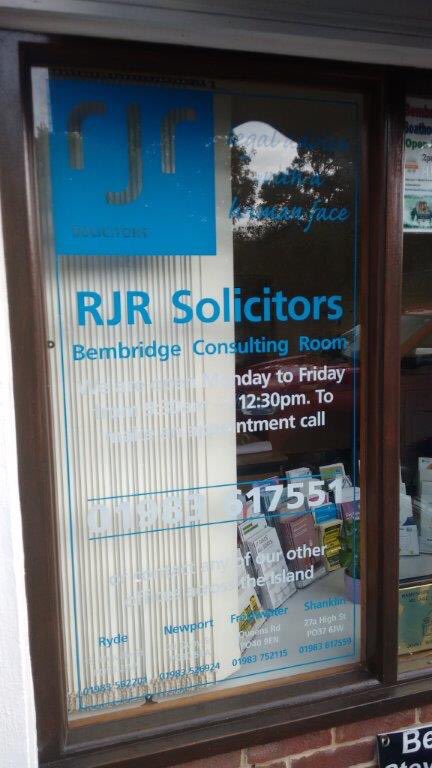 rjr
SOLICITORS
legal advice
with a
human face
RJR Solicitors
Bembridge Consulting Room
We are open Monday to Friday
12:30pm. To
make an appointment call
01983 617551
or contact any of our other
offices across the Island
Ryde
Newport
Freshwater
Shanklin
Queens Rd
PO40 9EN
27a High St
PO37 6JW
01983 562201
01983 526924
01983 752115
01983 617559
Open
Be